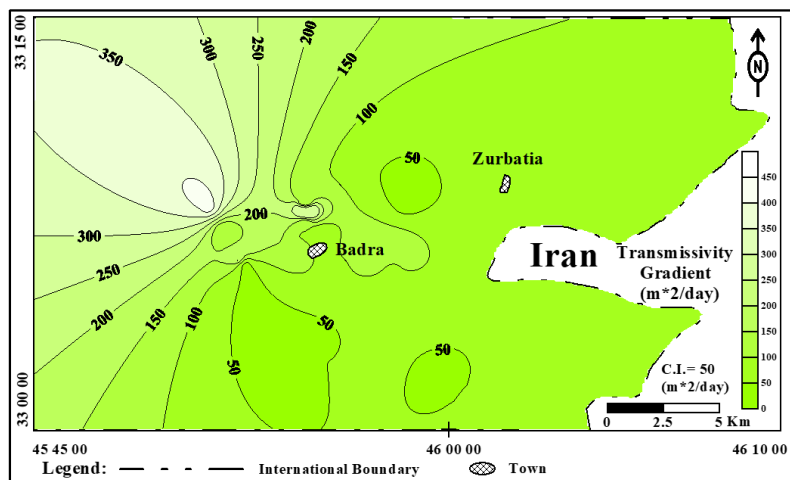 33 15 00
33 00 00
350
300
250
200
150
100
N
50
Zurbatia
200
300
Badra
250
200
150
100
50
50
50
Iran
Transmissivity
Gradient
(m*2/day)
450
400
350
300
250
200
150
100
50
0
C.I.= 50
(m*2/day)
0
2.5
5 Km
45 45 00
46 00 00
46 10 00
Legend:
International Boundary
Town